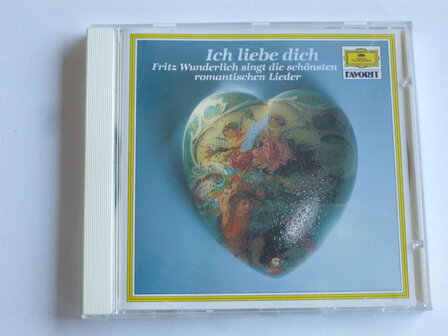 Ich liebe dich
Fritz Wunderlich singt die schönsten
romantischen Lieder
FAVORIT